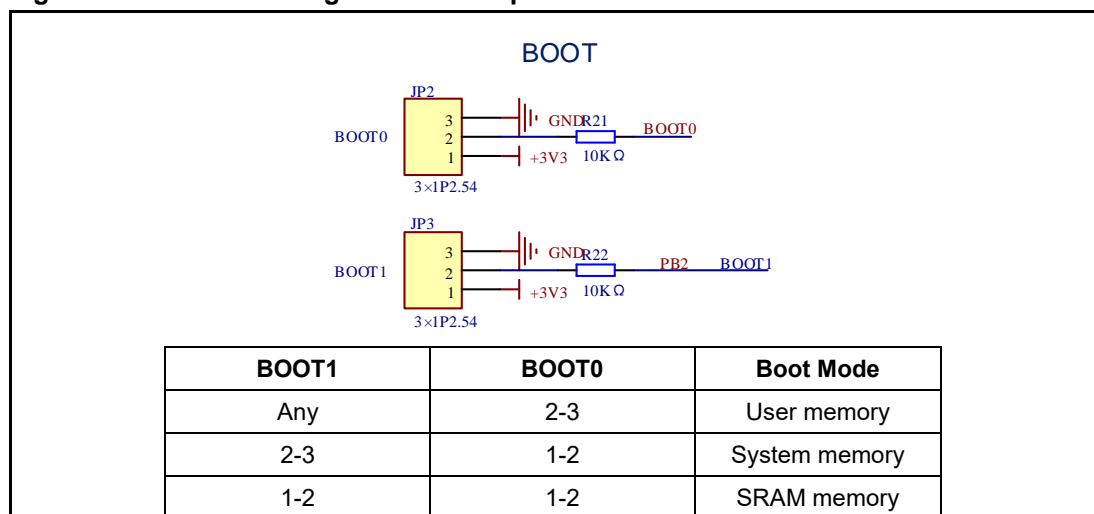 BOOT
JP2
BOOT0
3
2
1
GND
+3V3
R21
10KΩ
BOOT0
3×1P2.54
JP3
BOOT1
3
2
1
GND
+3V3
R22
10KΩ
PB2 BOOT1
3×1P2.54
BOOT1 BOOT0 Boot Mode
Any 2-3 User memory
2-3 1-2 System memory
1-2 1-2 SRAM memory